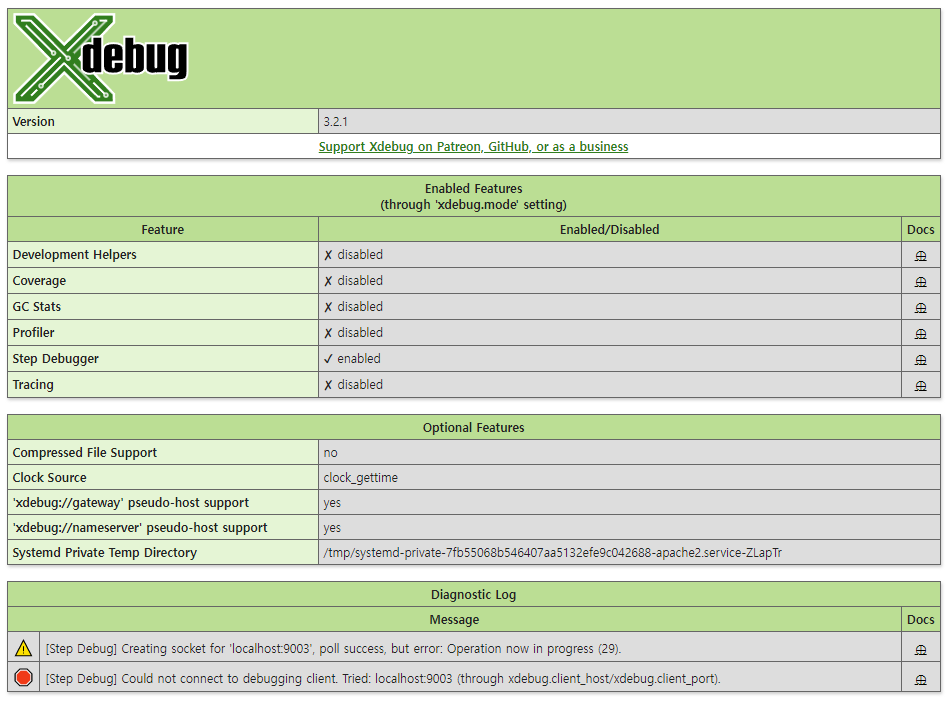 Xdebug
Version 3.2.1
Support Xdebug on Patreon, GitHub, or as a business
Enabled Features
(through 'xdebug.mode' setting)
Feature Enabled/Disabled Docs
Development Helpers ✗ disabled
Coverage ✗ disabled
GC Stats ✗ disabled
Profiler ✗ disabled
Step Debugger ✓ enabled
Tracing ✗ disabled
Optional Features
Compressed File Support no
Clock Source clock_gettime
'xdebug://gateway' pseudo-host support yes
'xdebug://nameserver' pseudo-host support yes
Systemd Private Temp Directory /tmp/systemd-private-7fb55068b546407aa5132efe9c042688-apache2.service-ZLapTr
Diagnostic Log
Message Docs
[Step Debug] Creating socket for 'localhost:9003', poll success, but error: Operation now in progress (29).
[Step Debug] Could not connect to debugging client. Tried: localhost:9003 (through xdebug.client_host/xdebug.client_port).